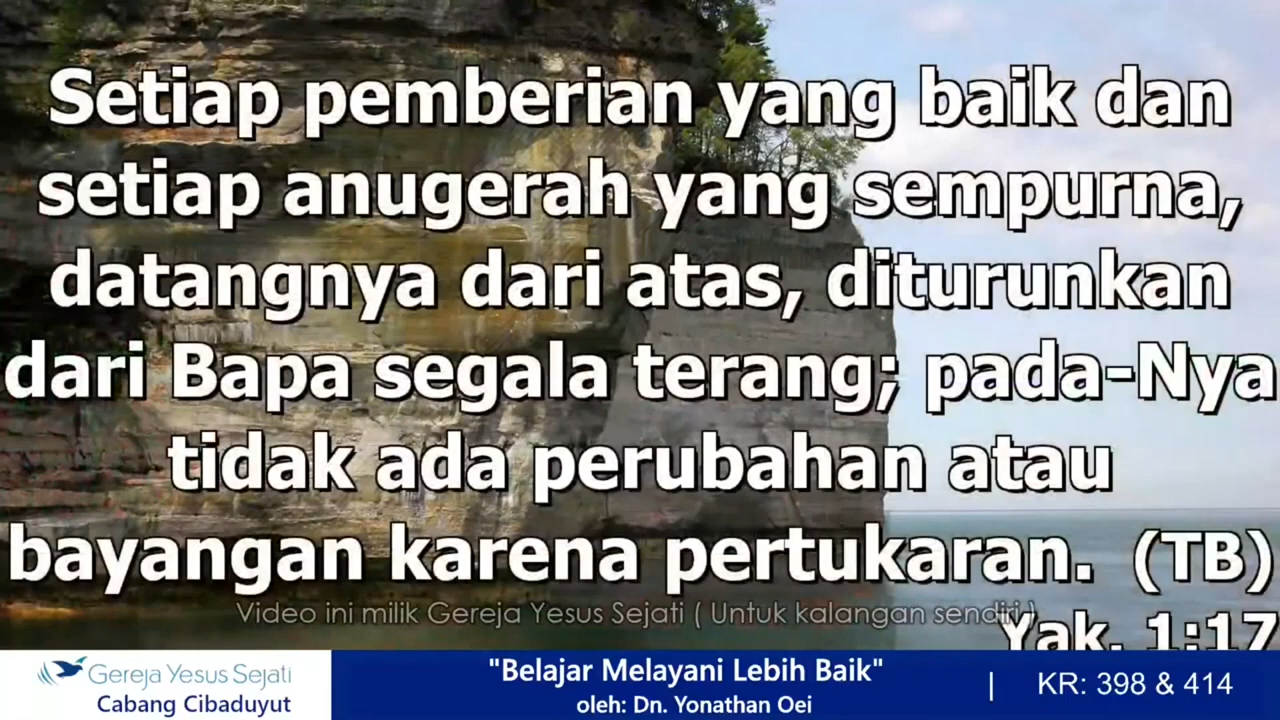 Setiap pemberian yang baik dan
setiap anugerah yang sempurna,
datangnya dari atas, diturunkan
dari Bapa segala terang; pada-Nya
tidak ada perubahan atau
bayangan karena pertukaran. (TB)
Video ini milik Gereja Yesus Sejati ( Untuk kalangan sendiri )
Yak. 1:17
Gereja Yesus Sejati
Cabang Cibaduyut
"Belajar Melayani Lebih Baik"
oleh: Dn. Yonathan Oei
| KR: 398 & 414